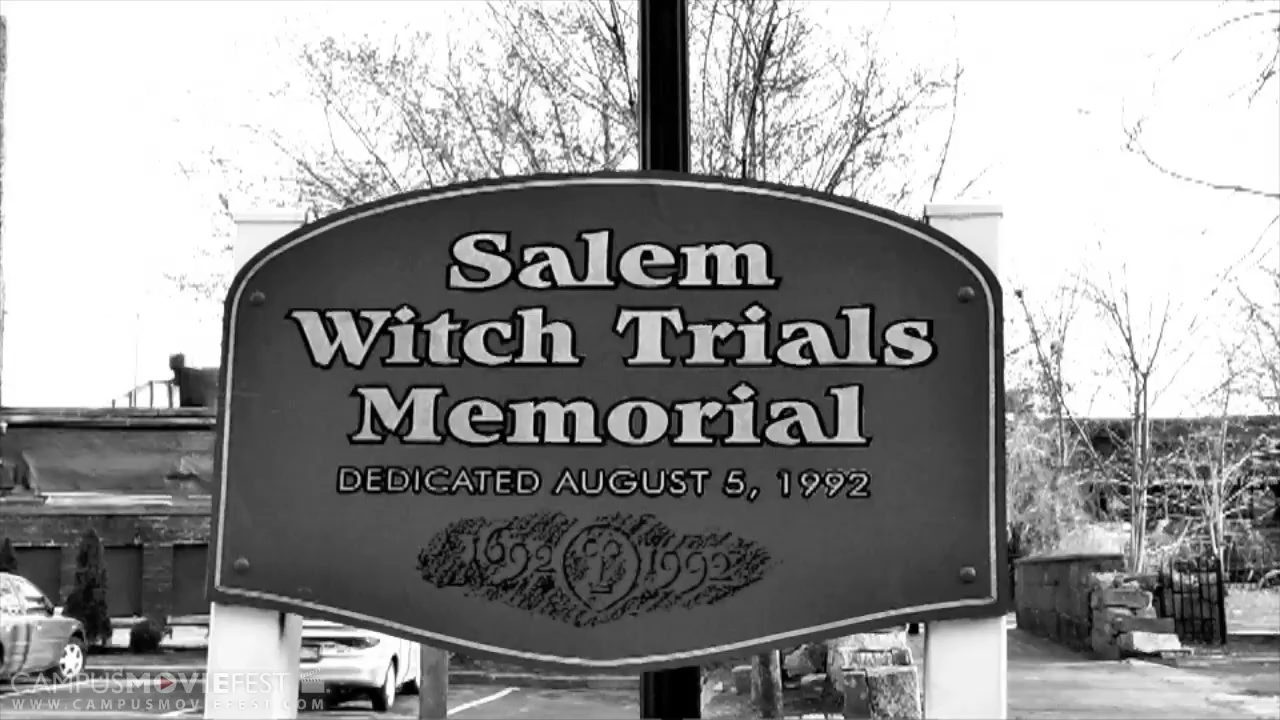 Salem
Witch Trials
Memorial
DEDICATED AUGUST 5, 1992
1692 1992
CAMPUSMOVIEFEST
WWW.CAMPUSMOVIEFEST.COM